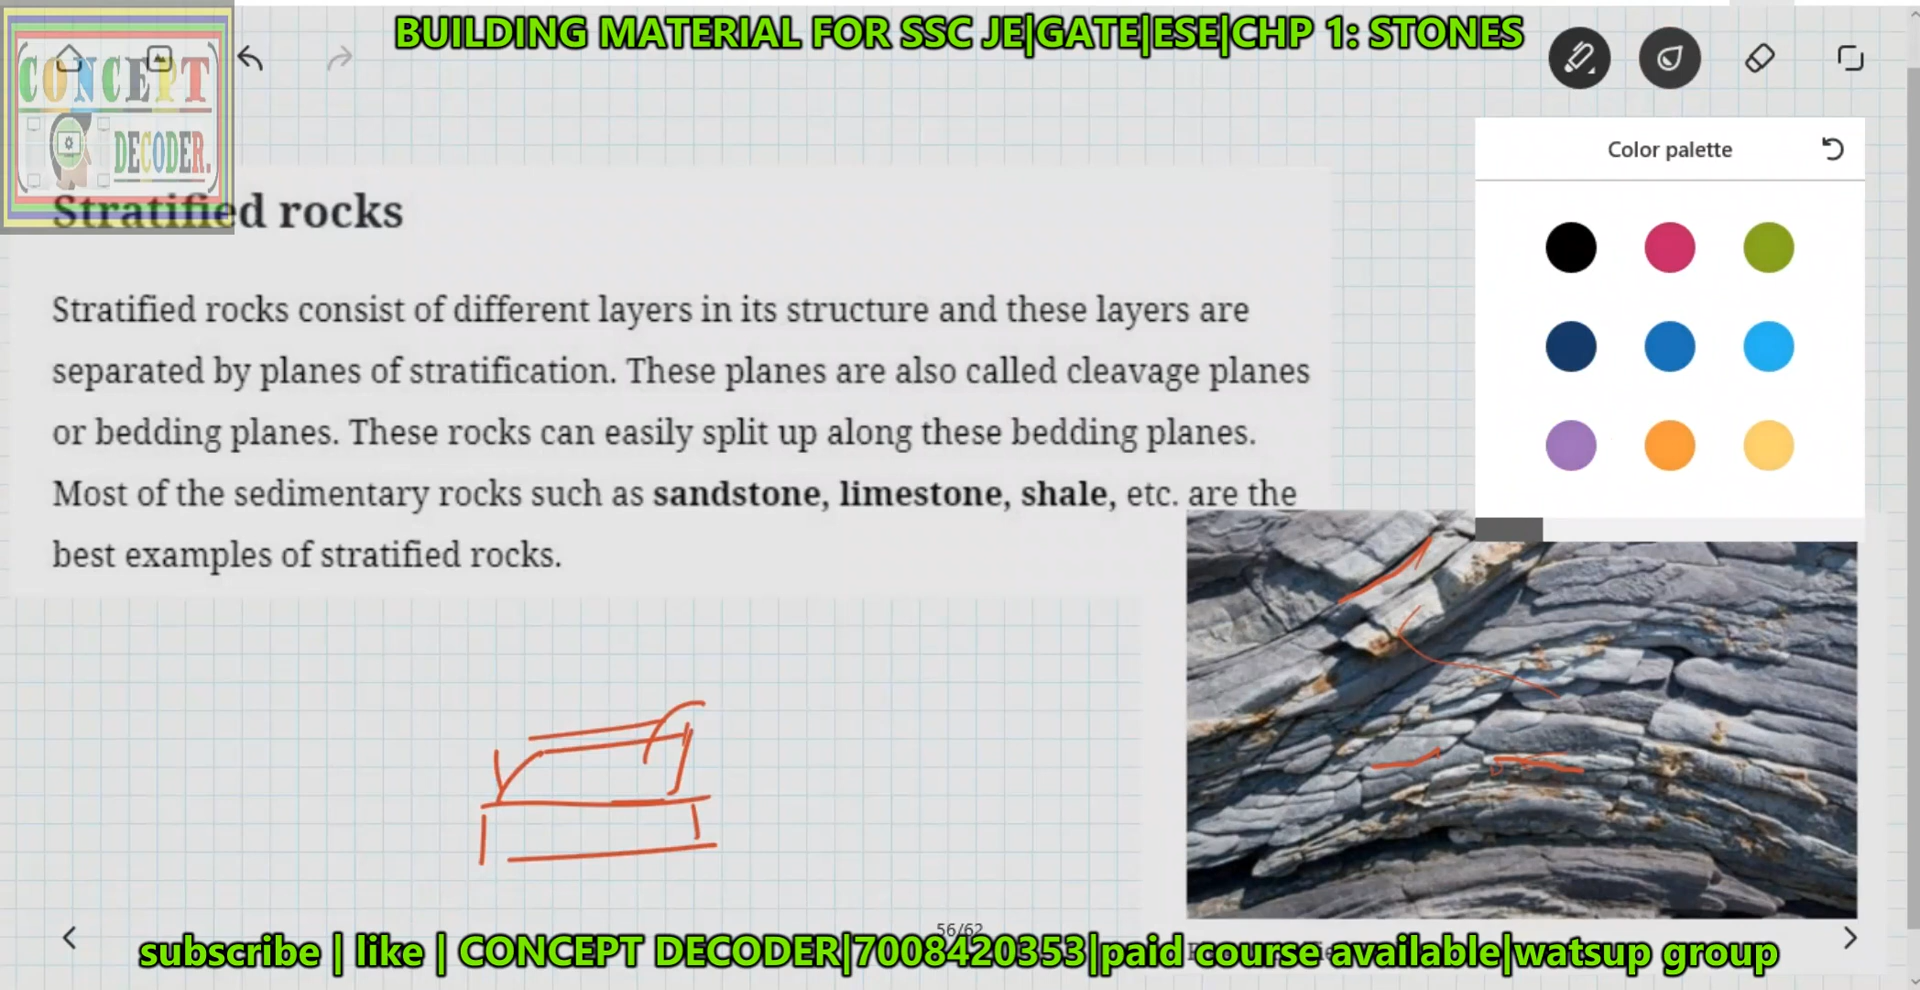 BUILDING MATERIAL FOR SSC JE|GATE|ESE|CHP 1: STONES
CONCEPT
DECODER.
Color palette
Stratified rocks
Stratified rocks consist of different layers in its structure and these layers are
separated by planes of stratification. These planes are also called cleavage planes
or bedding planes. These rocks can easily split up along these bedding planes.
Most of the sedimentary rocks such as sandstone, limestone, shale, etc. are the
best examples of stratified rocks.
56/62
subscribe | like | CONCEPT DECODER|7008420353|paid course available|watsup group